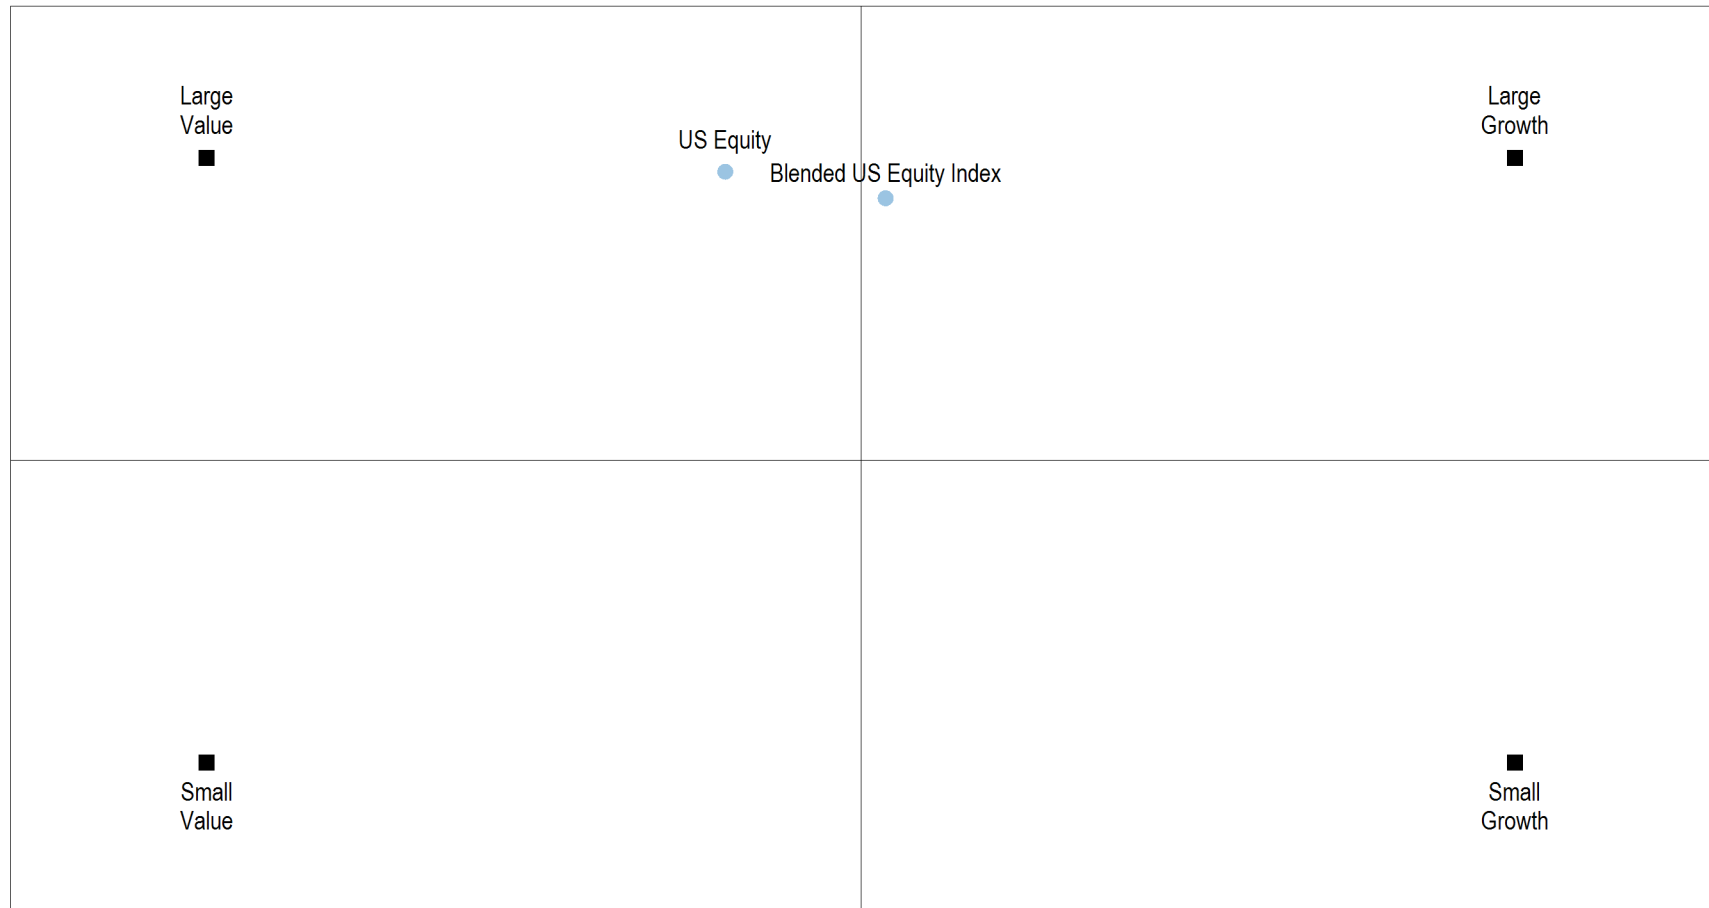 Large
Value
US Equity
Blended US Equity Index
Large
Growth
Small
Value
Small
Growth